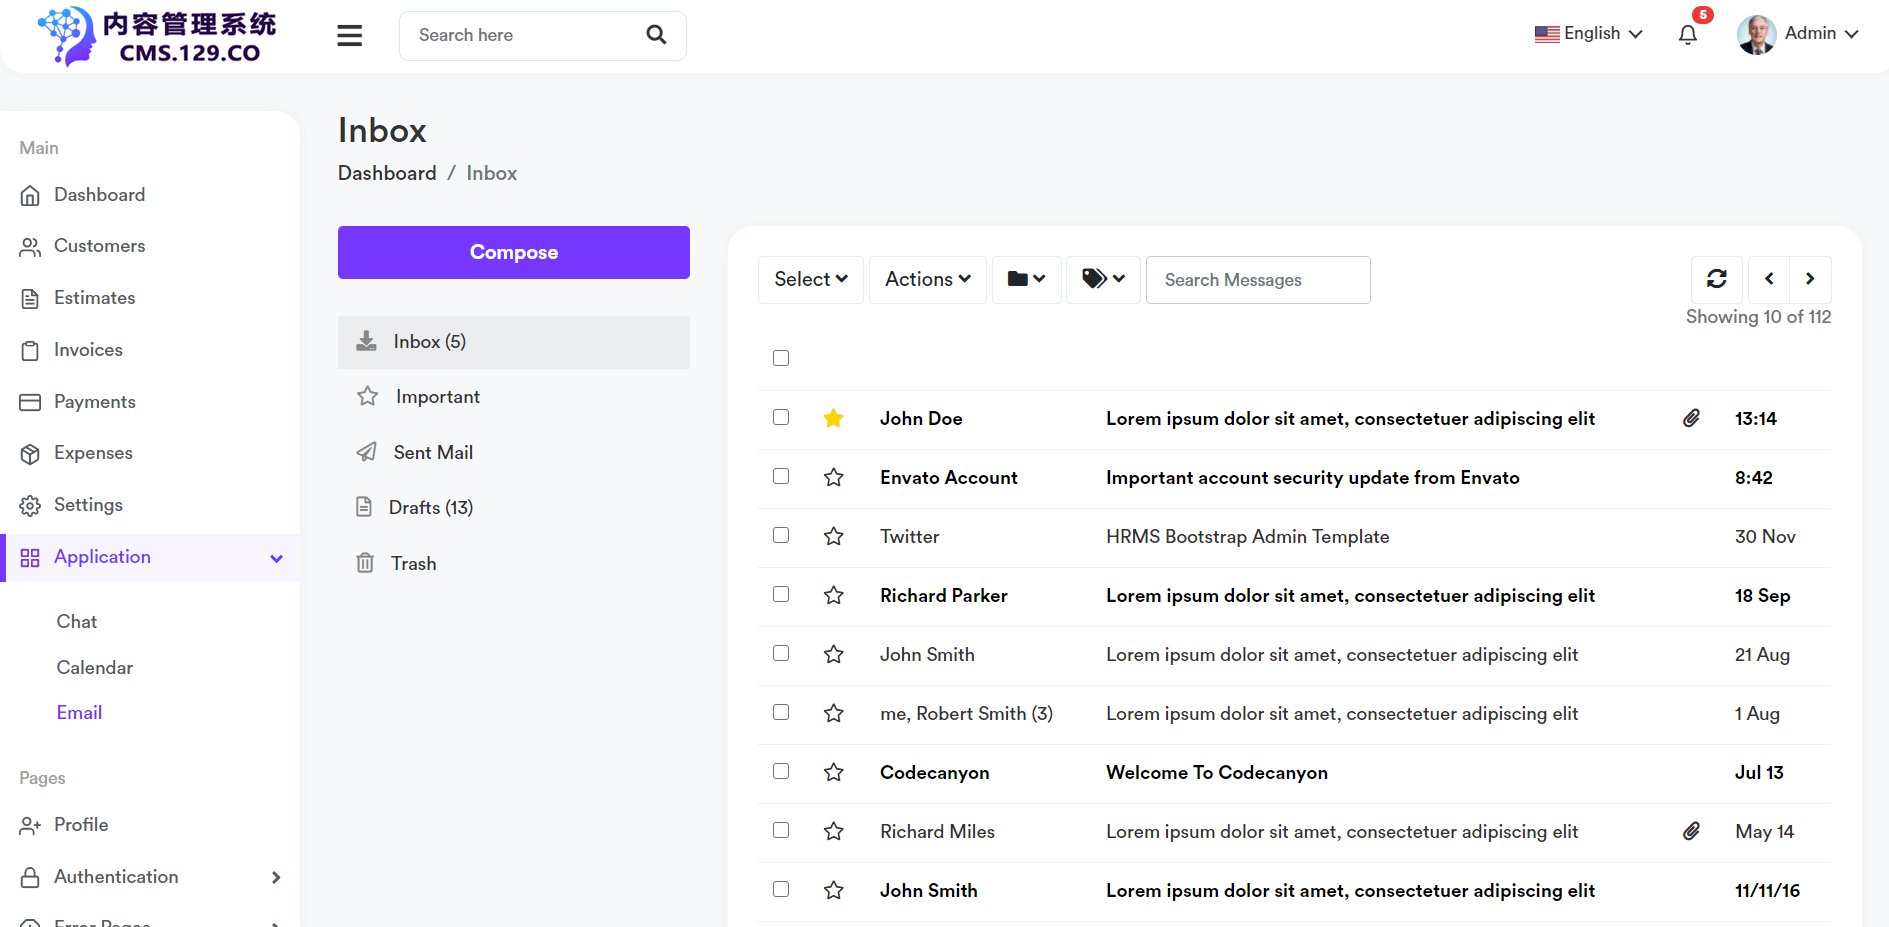 内容管理系统
CMS.129.CO
Search here
English
5
Admin
Main
Dashboard
Customers
Estimates
Invoices
Payments
Expenses
Settings
Application
Chat
Calendar
Email
Pages
Profile
Authentication
Error Pages
Inbox
Dashboard / Inbox
Compose
Inbox (5)
Important
Sent Mail
Drafts (13)
Trash
Select
Actions
Search Messages
Showing 10 of 112
John Doe Lorem ipsum dolor sit amet, consectetuer adipiscing elit 13:14
Envato Account Important account security update from Envato 8:42
Twitter HRMS Bootstrap Admin Template 30 Nov
Richard Parker Lorem ipsum dolor sit amet, consectetuer adipiscing elit 18 Sep
John Smith Lorem ipsum dolor sit amet, consectetuer adipiscing elit 21 Aug
me, Robert Smith (3) Lorem ipsum dolor sit amet, consectetuer adipiscing elit 1 Aug
Codecanyon Welcome To Codecanyon Jul 13
Richard Miles Lorem ipsum dolor sit amet, consectetuer adipiscing elit May 14
John Smith Lorem ipsum dolor sit amet, consectetuer adipiscing elit 11/11/16